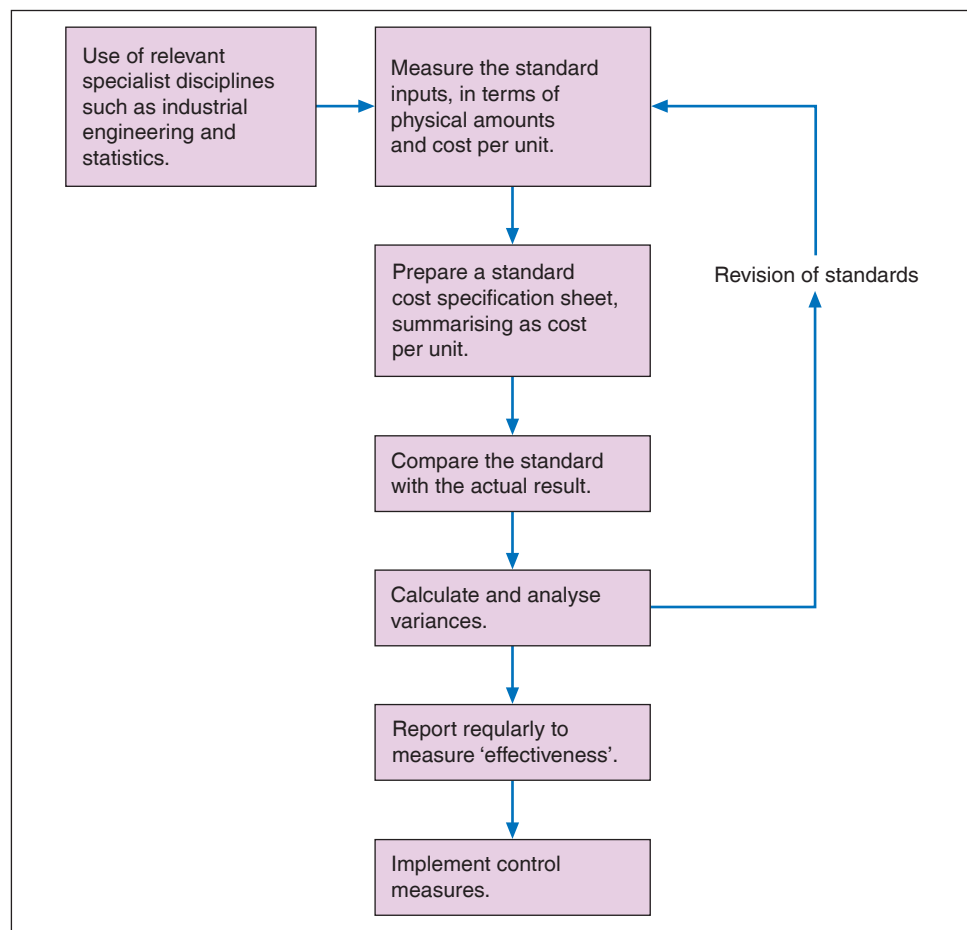 Use of relevant
specialist disciplines
such as industrial
engineering and
statistics.
Measure the standard
inputs, in terms of
physical amounts
and cost per unit.
Prepare a standard
cost specification sheet,
summarising as cost
per unit.
Revision of standards
Compare the standard
with the actual result.
Calculate and analyse
variances.
Report reqularly to
measure ‘effectiveness’.
Implement control
measures.